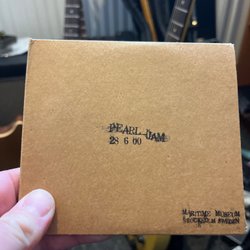 PEARL JAM
28 6 00
MARITIME MUSEUM
STOCKHOLM SWEDEN